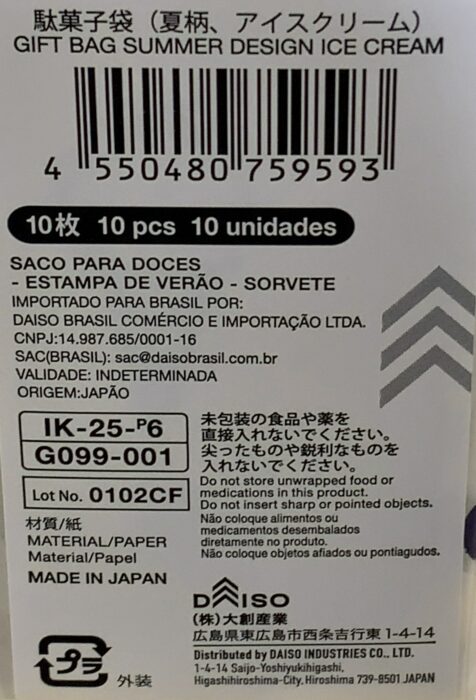 駄菓子袋（夏柄、アイスクリーム）
GIFT BAG SUMMER DESIGN ICE CREAM
4 550480 759593
10枚 10 pcs 10 unidades
SACO PARA DOCES
- ESTAMPA DE VERÃO - SORVETE
IMPORTADO PARA BRASIL POR:
DAISO BRASIL COMÉRCIO E IMPORTAÇÃO LTDA.
CNPJ:14.987.685/0001-16
SAC(BRASIL): sac@daisobrasil.com.br
VALIDADE: INDETERMINADA
ORIGEM:JAPÃO
IK-25-P6
G099-001
Lot No. 0102CF
材質/紙
MATERIAL/PAPER
Material/Papel
MADE IN JAPAN
未包装の食品や薬を
直接入れないでください。
尖ったものや鋭利なものを
入れないでください。
Do not store unwrapped food or
medications in this product.
Do not insert sharp or pointed objects.
Não coloque alimentos ou
medicamentos desembalados
diretamente no produto.
Não coloque objetos afiados ou pontiagudos.
DAISO
(株)大創産業
広島県東広島市西条吉行東1-4-14
Distributed by DAISO INDUSTRIES CO., LTD.
1-4-14 Saijo-Yoshiyukihigashi,
Higashihiroshima-City, Hiroshima 739-8501 JAPAN
プラ
外装